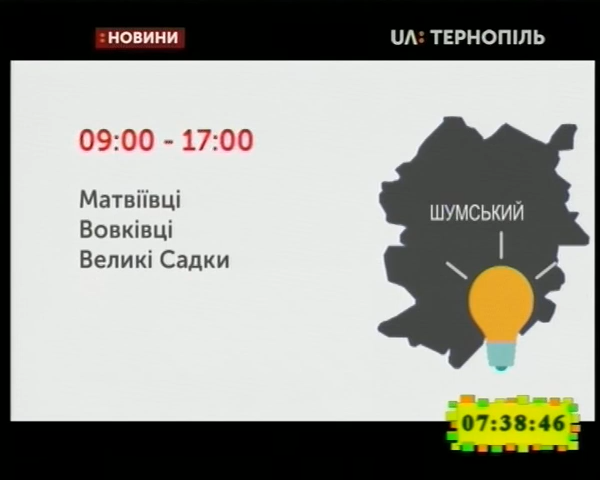 :НОВИНИ
UA: ТЕРНОПІЛЬ
09:00 - 17:00
Матвіївці
Вовківці
Великі Садки
ШУМСЬКИЙ
07:38:46